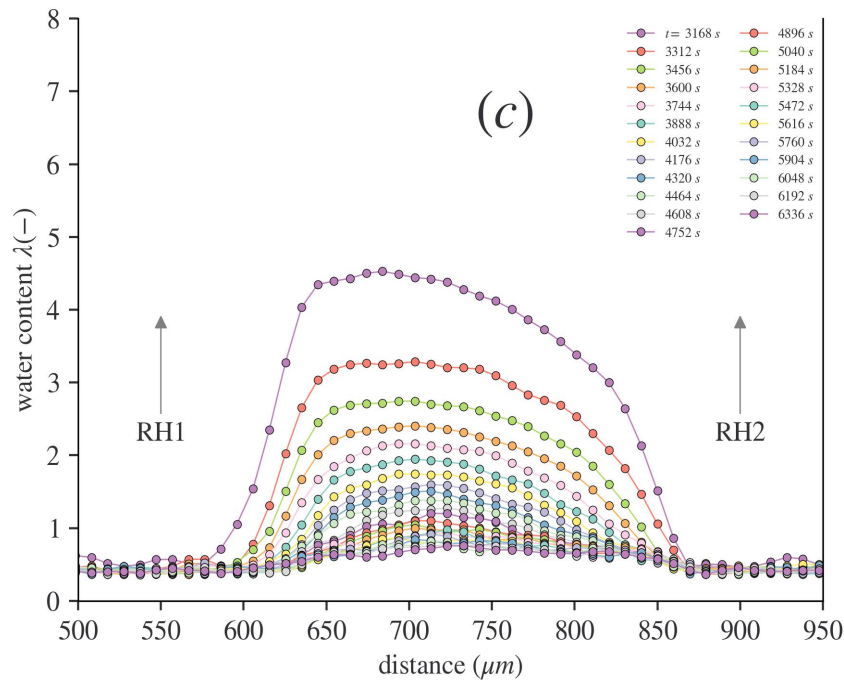 8
7
6
5
4
3
2
1
0
water content λ(−)
500 550 600 650 700 750 800 850 900 950
distance (μm)
(c)
RH1
RH2
t= 3168 s
3312 s
3456 s
3600 s
3744 s
3888 s
4032 s
4176 s
4320 s
4464 s
4608 s
4752 s
4896 s
5040 s
5184 s
5328 s
5472 s
5616 s
5760 s
5904 s
6048 s
6192 s
6336 s